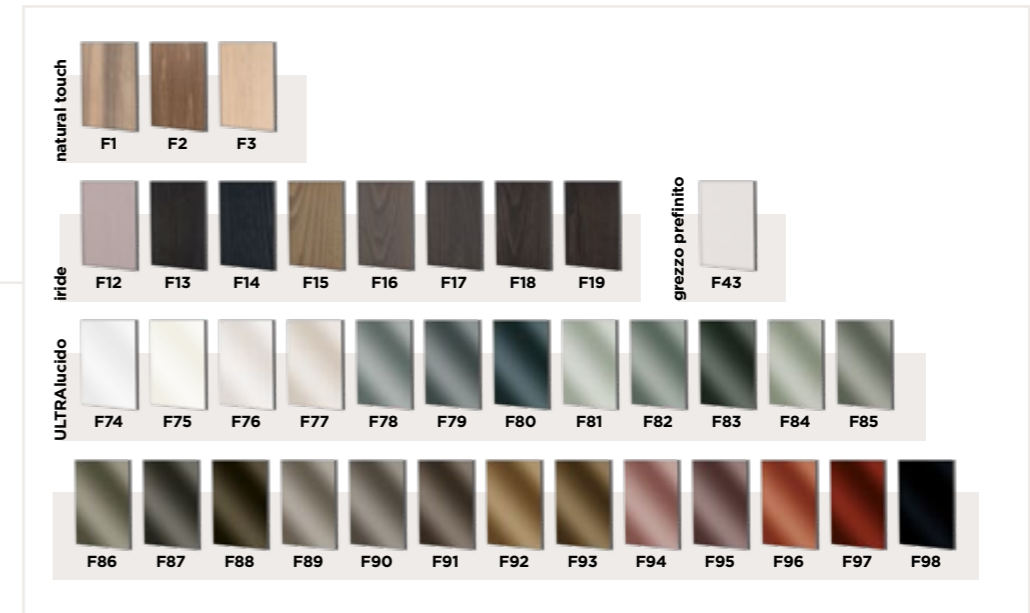 natural touch
F1 F2 F3
iride
F12 F13 F14 F15 F16 F17 F18 F19
grezzo prefinito
F43
ULTRAlucido
F74 F75 F76 F77 F78 F79 F80 F81 F82 F83 F84 F85
F86 F87 F88 F89 F90 F91 F92 F93 F94 F95 F96 F97 F98